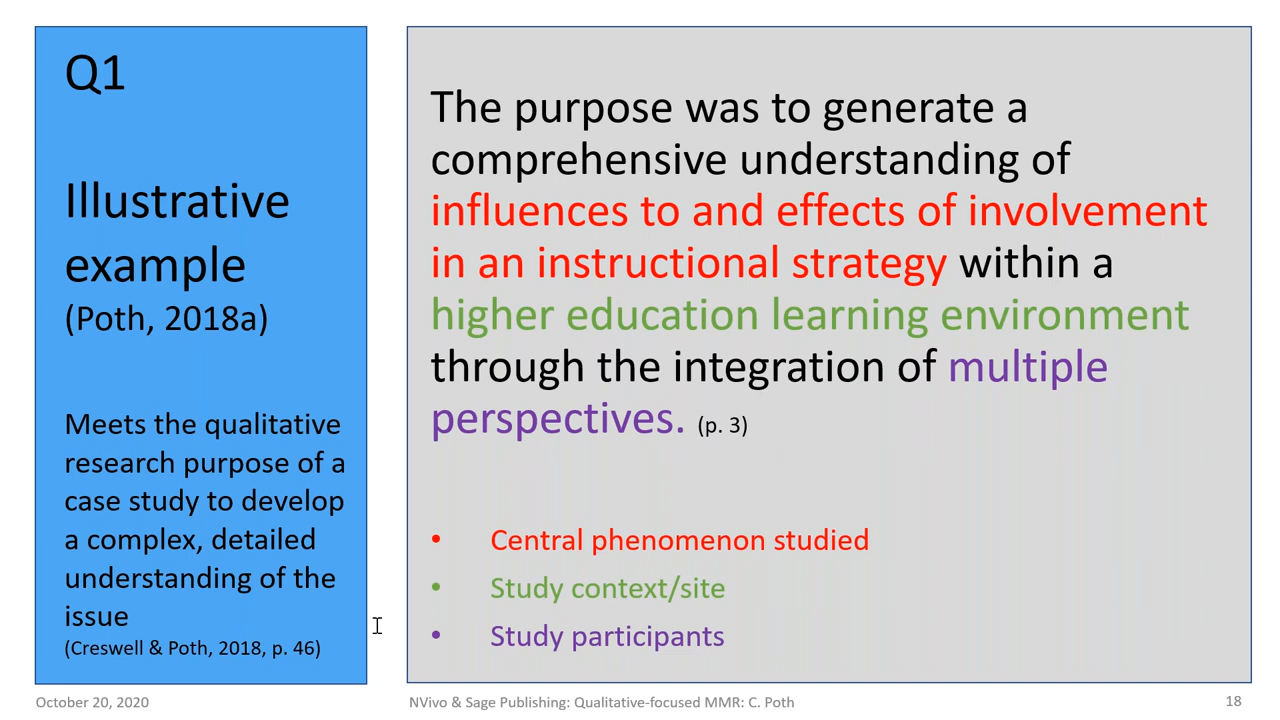 Q1
Illustrative
example
(Poth, 2018a)
Meets the qualitative
research purpose of a
case study to develop
a complex, detailed
understanding of the
issue
(Creswell & Poth, 2018, p. 46)
The purpose was to generate a
comprehensive understanding of
influences to and effects of involvement
in an instructional strategy within a
higher education learning environment
through the integration of multiple
perspectives. (p. 3)
• Central phenomenon studied
• Study context/site
• Study participants
October 20, 2020
NVivo & Sage Publishing: Qualitative-focused MMR: C. Poth
18